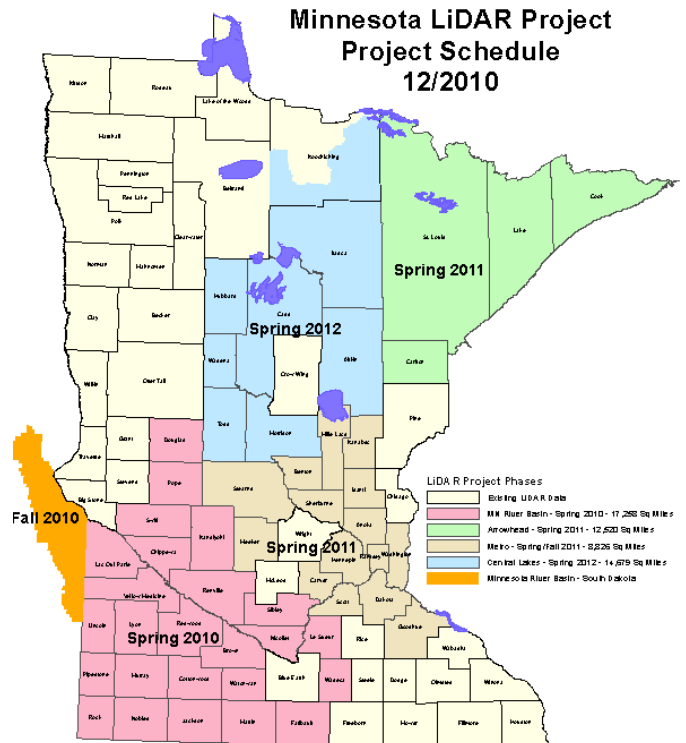 Minnesota LiDAR Project
Project Schedule
12/2010
Kittson
Roseau
Lake of the Woods
Marshall
Koochiching
Pennington
Beltrami
Red Lake
Cook
Polk
Clearwater
St. Louis
Lake
Itasca
Norman
Mahnomen
Spring 2011
Hubbard
Cass
Clay
Becker
Spring 2012
Aitkin
Wadena
Crow Wing
Carlton
Wilkin
Otter Tail
Pine
Todd
Morrison
Mille Lacs
Kanabec
Grant
Douglas
Traverse
Benton
Stevens
Pope
Stearns
Isanti
Chicago
Big Stone
Sherburne
Fall 2010
Swift
Anoka
Kandiyohi
Wright
Meeker
Spring 2011
Washington
Chippewa
Hennepin
Ramsey
Lac Qui Parle
McLeod
Carver
Renville
Yellow Medicine
Scott
Dakota
Sibley
Lincoln
Lyon
Redwood
Goodhue
Spring 2010
Nicollet
Le Sueur
Rice
Wabasha
Brown
Pipestone
Murray
Cottonwood
Watonwan
Blue Earth
Waseca
Steele
Dodge
Olmsted
Winona
Rock
Nobles
Jackson
Martin
Faribault
Freeborn
Mower
Fillmore
Houston
LiDAR Project Phases
Existing LiDAR Data
MN River Basin - Spring 2010 - 17,258 Sq Miles
Arrowhead - Spring 2011 - 12,520 Sq Miles
Metro - Spring/Fall 2011 - 8,826 Sq Miles
Central Lakes - Spring 2012 - 14,679 Sq Miles
Minnesota River Basin - South Dakota